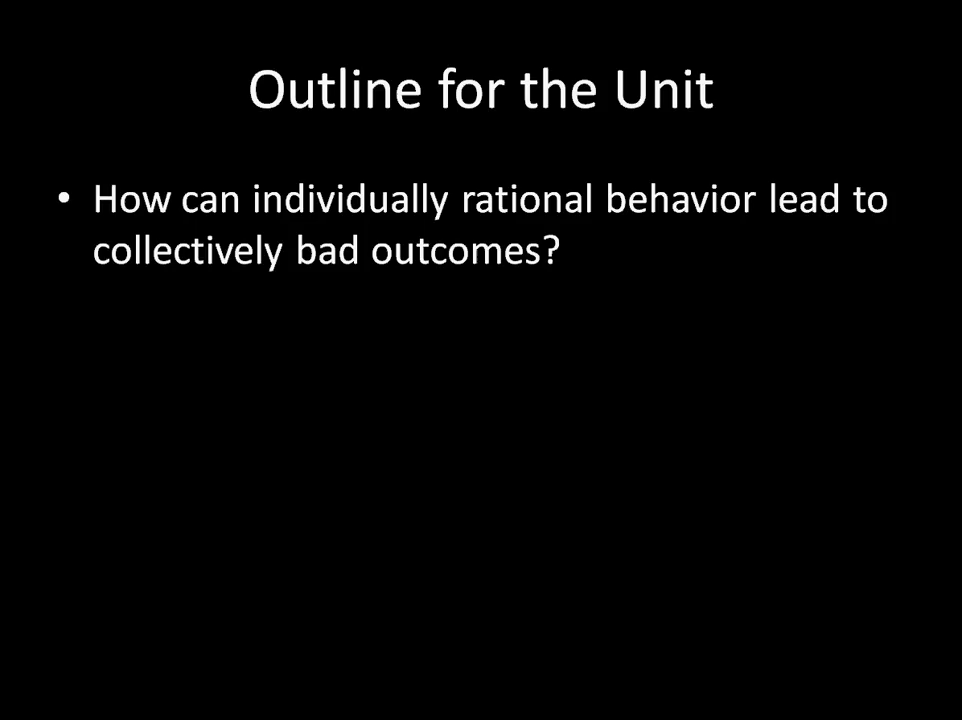 Outline for the Unit
• How can individually rational behavior lead to
collectively bad outcomes?